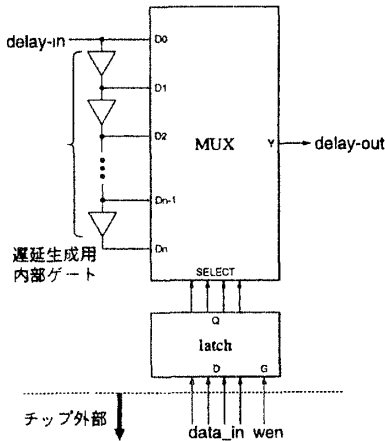 delay-in
D0
D1
D2
MUX
Y
delay-out
Dn-1
Dn
遅延生成用
内部ゲート
SELECT
Q
latch
D
G
チップ外部
data_in wen